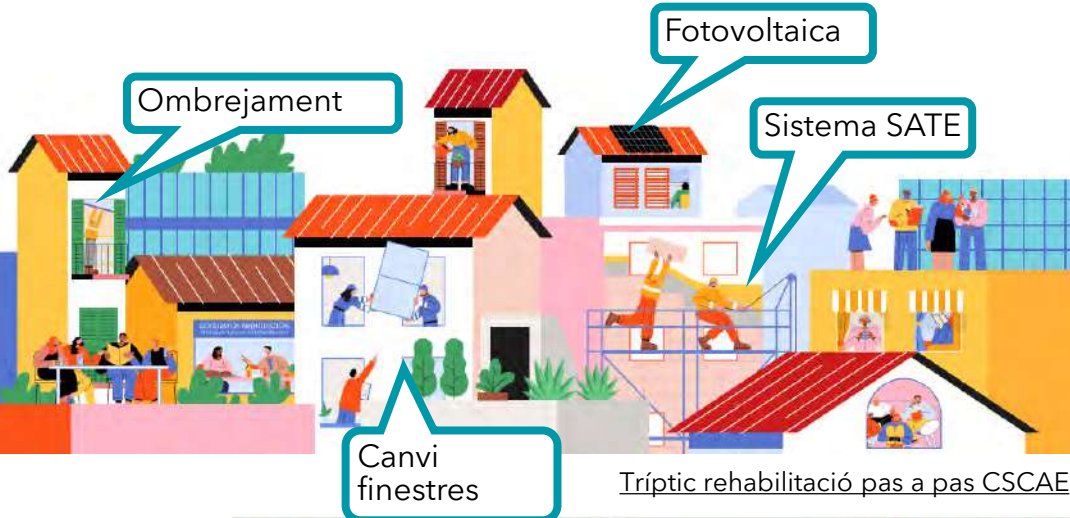 Fotovoltaica
Ombrejament
Sistema SATE
Canvi
finestres
Tríptic rehabilitació pas a pas CSCAE